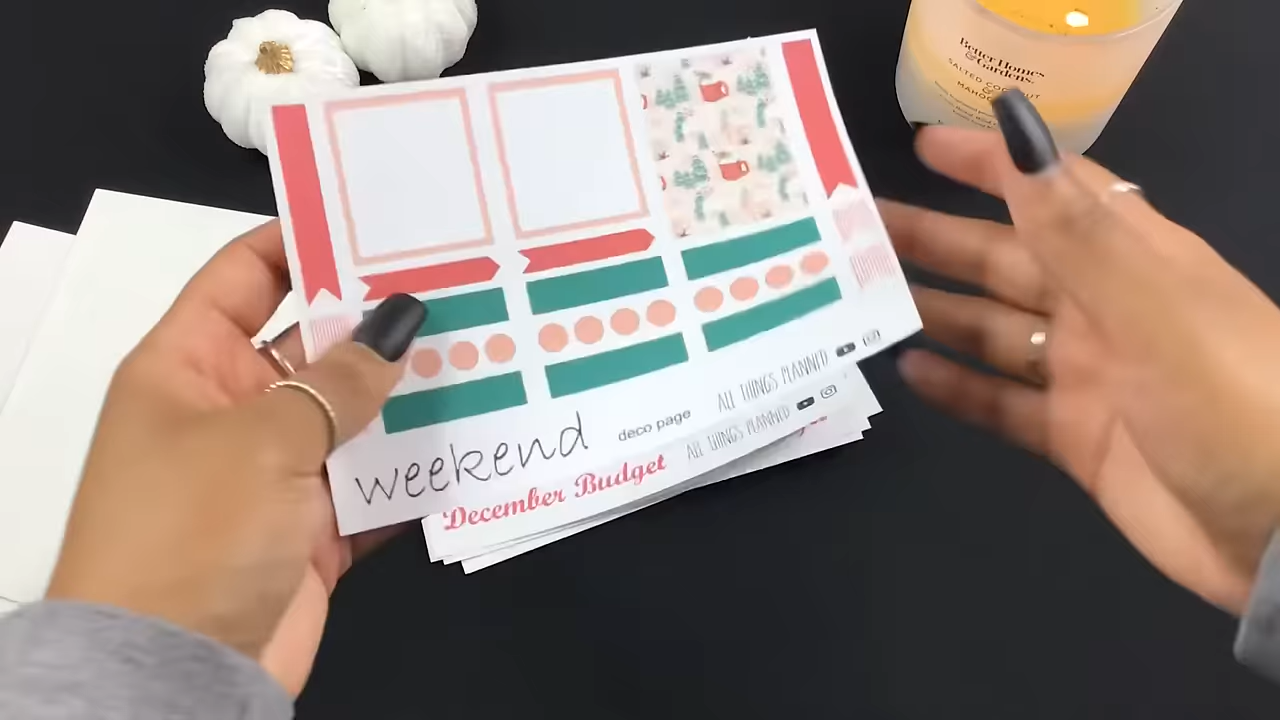 Better Homes
& Gardens
SALTED COCONUT
&
weekend
deco page
ALL THINGS PLANNED
December Budget
ALL THINGS PLANNED